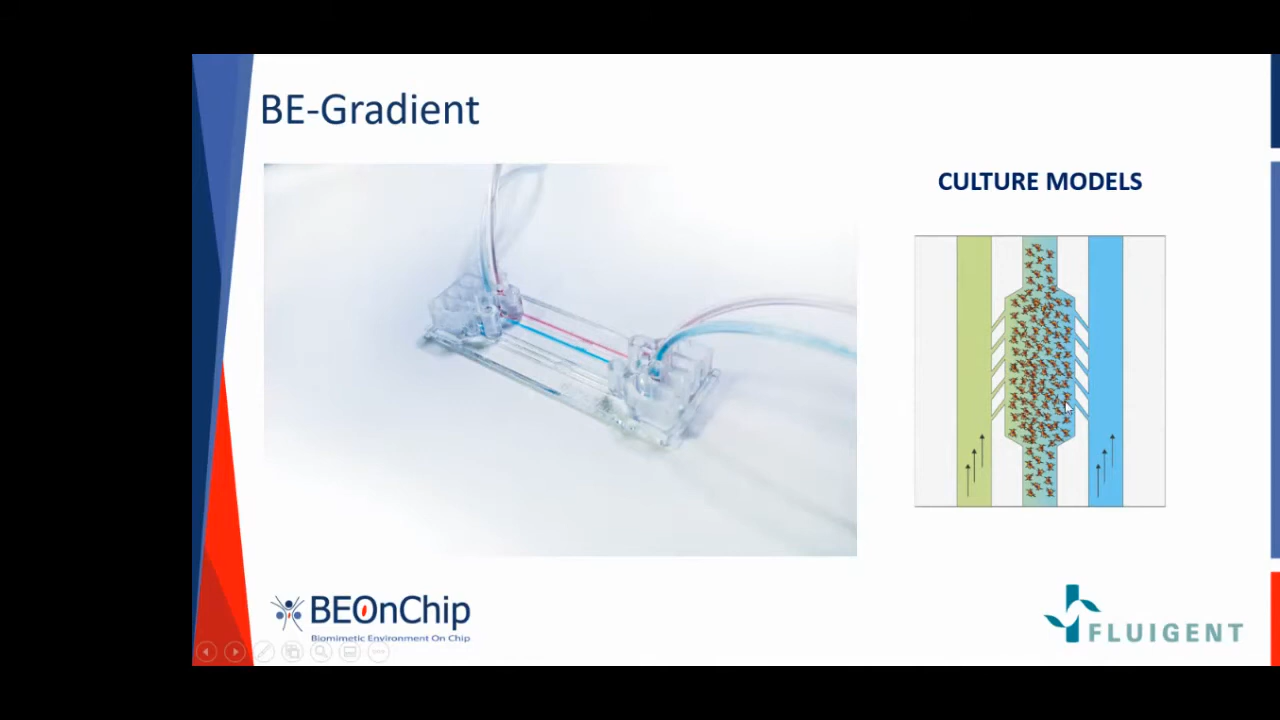 BE-Gradient
CULTURE MODELS
BEOnChip
Biomimetic Environment On Chip
FLUIGENT